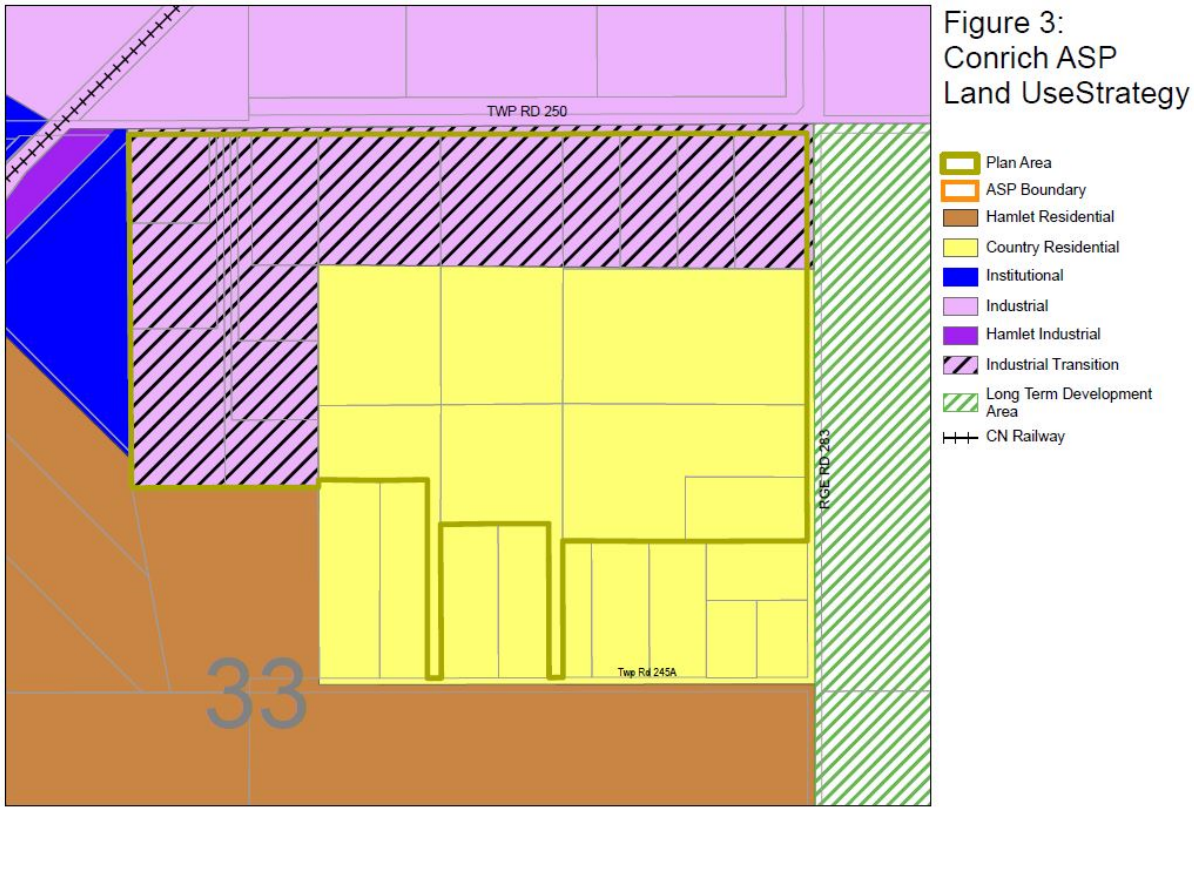 Figure 3:
Conrich ASP
Land UseStrategy
TWP RD 250
Plan Area
ASP Boundary
Hamlet Residential
Country Residential
Institutional
Industrial
Hamlet Industrial
Industrial Transition
Long Term Development
Area
CN Railway
RGE RD 283
Twp Rd 245A
33